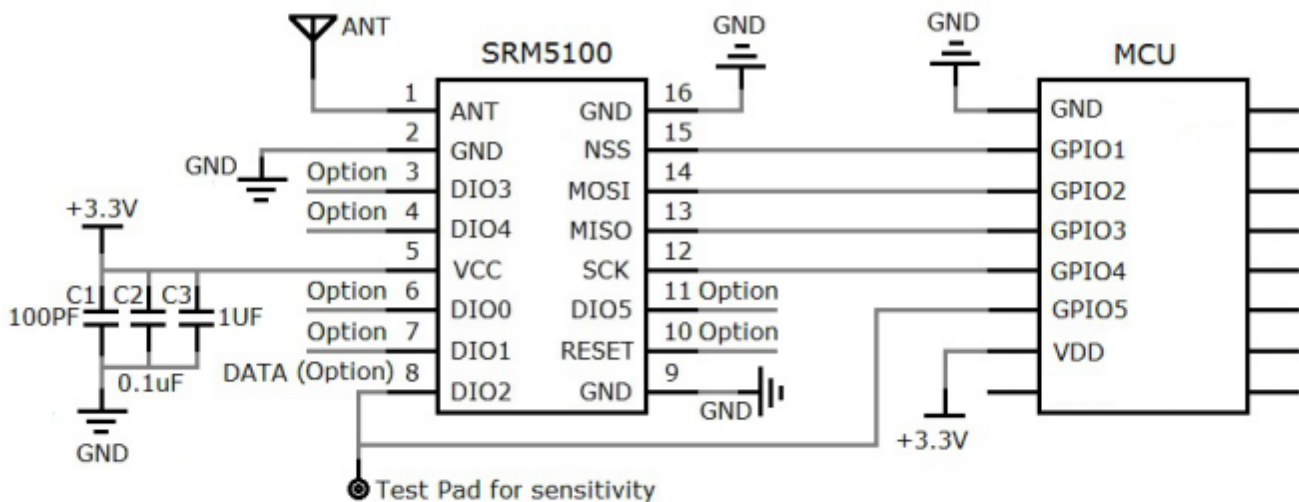 ANT
GND
GND
SRM5100
MCU
1
ANT
GND
16
GND
2
GND
NSS
15
GPIO1
GND
Option 3
DIO3
MOSI
14
GPIO2
+3.3V
Option 4
DIO4
MISO
13
GPIO3
5
VCC
SCK
12
GPIO4
C1 C2 C3
100PF
1UF
0.1uF
GND
Option 6
DIO0
DIO5
11 Option
GPIO5
Option 7
DIO1
RESET
10 Option
VDD
DATA (Option) 8
DIO2
GND
9
GND
+3.3V
Test Pad for sensitivity